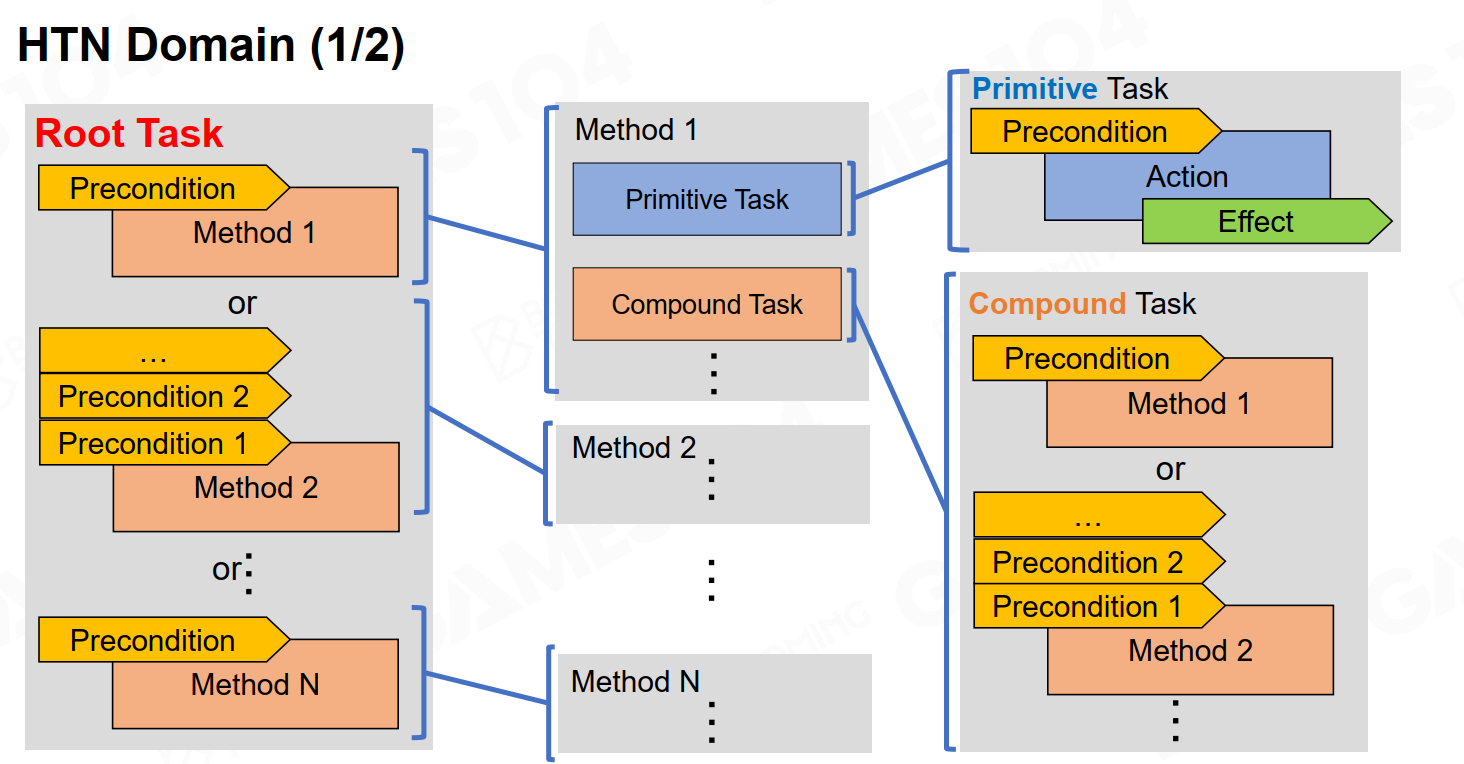 HTN Domain (1/2)
Root Task
Precondition
Method 1
or
...
Precondition 2
Precondition 1
Method 2
or
Precondition
Method N
Method 1
Primitive Task
Compound Task
Method 2
Method N
Primitive Task
Precondition
Action
Effect
Compound Task
Precondition
Method 1
or
...
Precondition 2
Precondition 1
Method 2